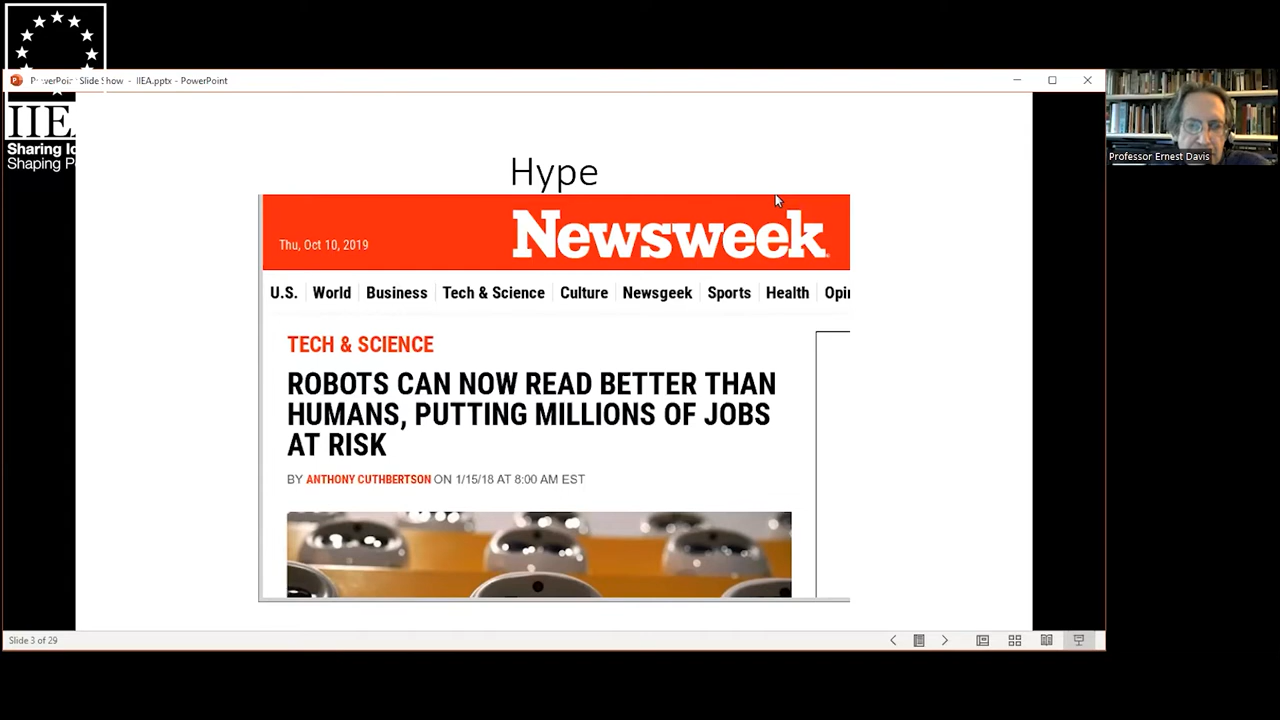 PowerPoint Slide Show - IIEA.pptx - PowerPoint
IIEA
Sharing
Shaping
Professor Ernest Davis
Hype
Thu, Oct 10, 2019
Newsweek
U.S. World Business Tech & Science Culture Newsgeek Sports Health
TECH & SCIENCE
ROBOTS CAN NOW READ BETTER THAN
HUMANS, PUTTING MILLIONS OF JOBS
AT RISK
BY ANTHONY CUTHBERTSON ON 1/15/18 AT 8:00 AM EST
Slide 3 of 29